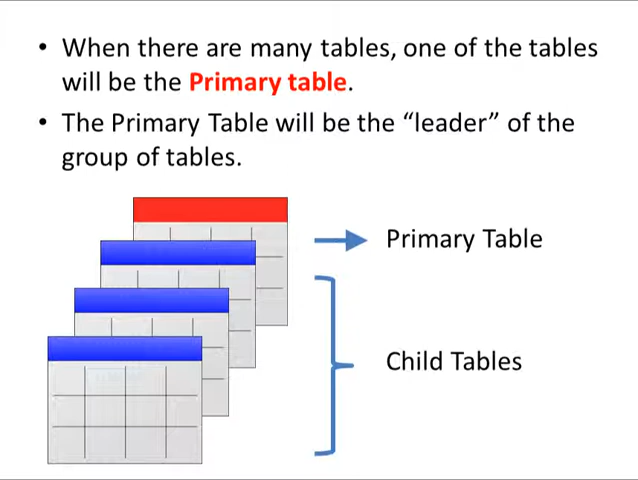 • When there are many tables, one of the tables
will be the Primary table.
• The Primary Table will be the “leader” of the
group of tables.
Primary Table
Child Tables